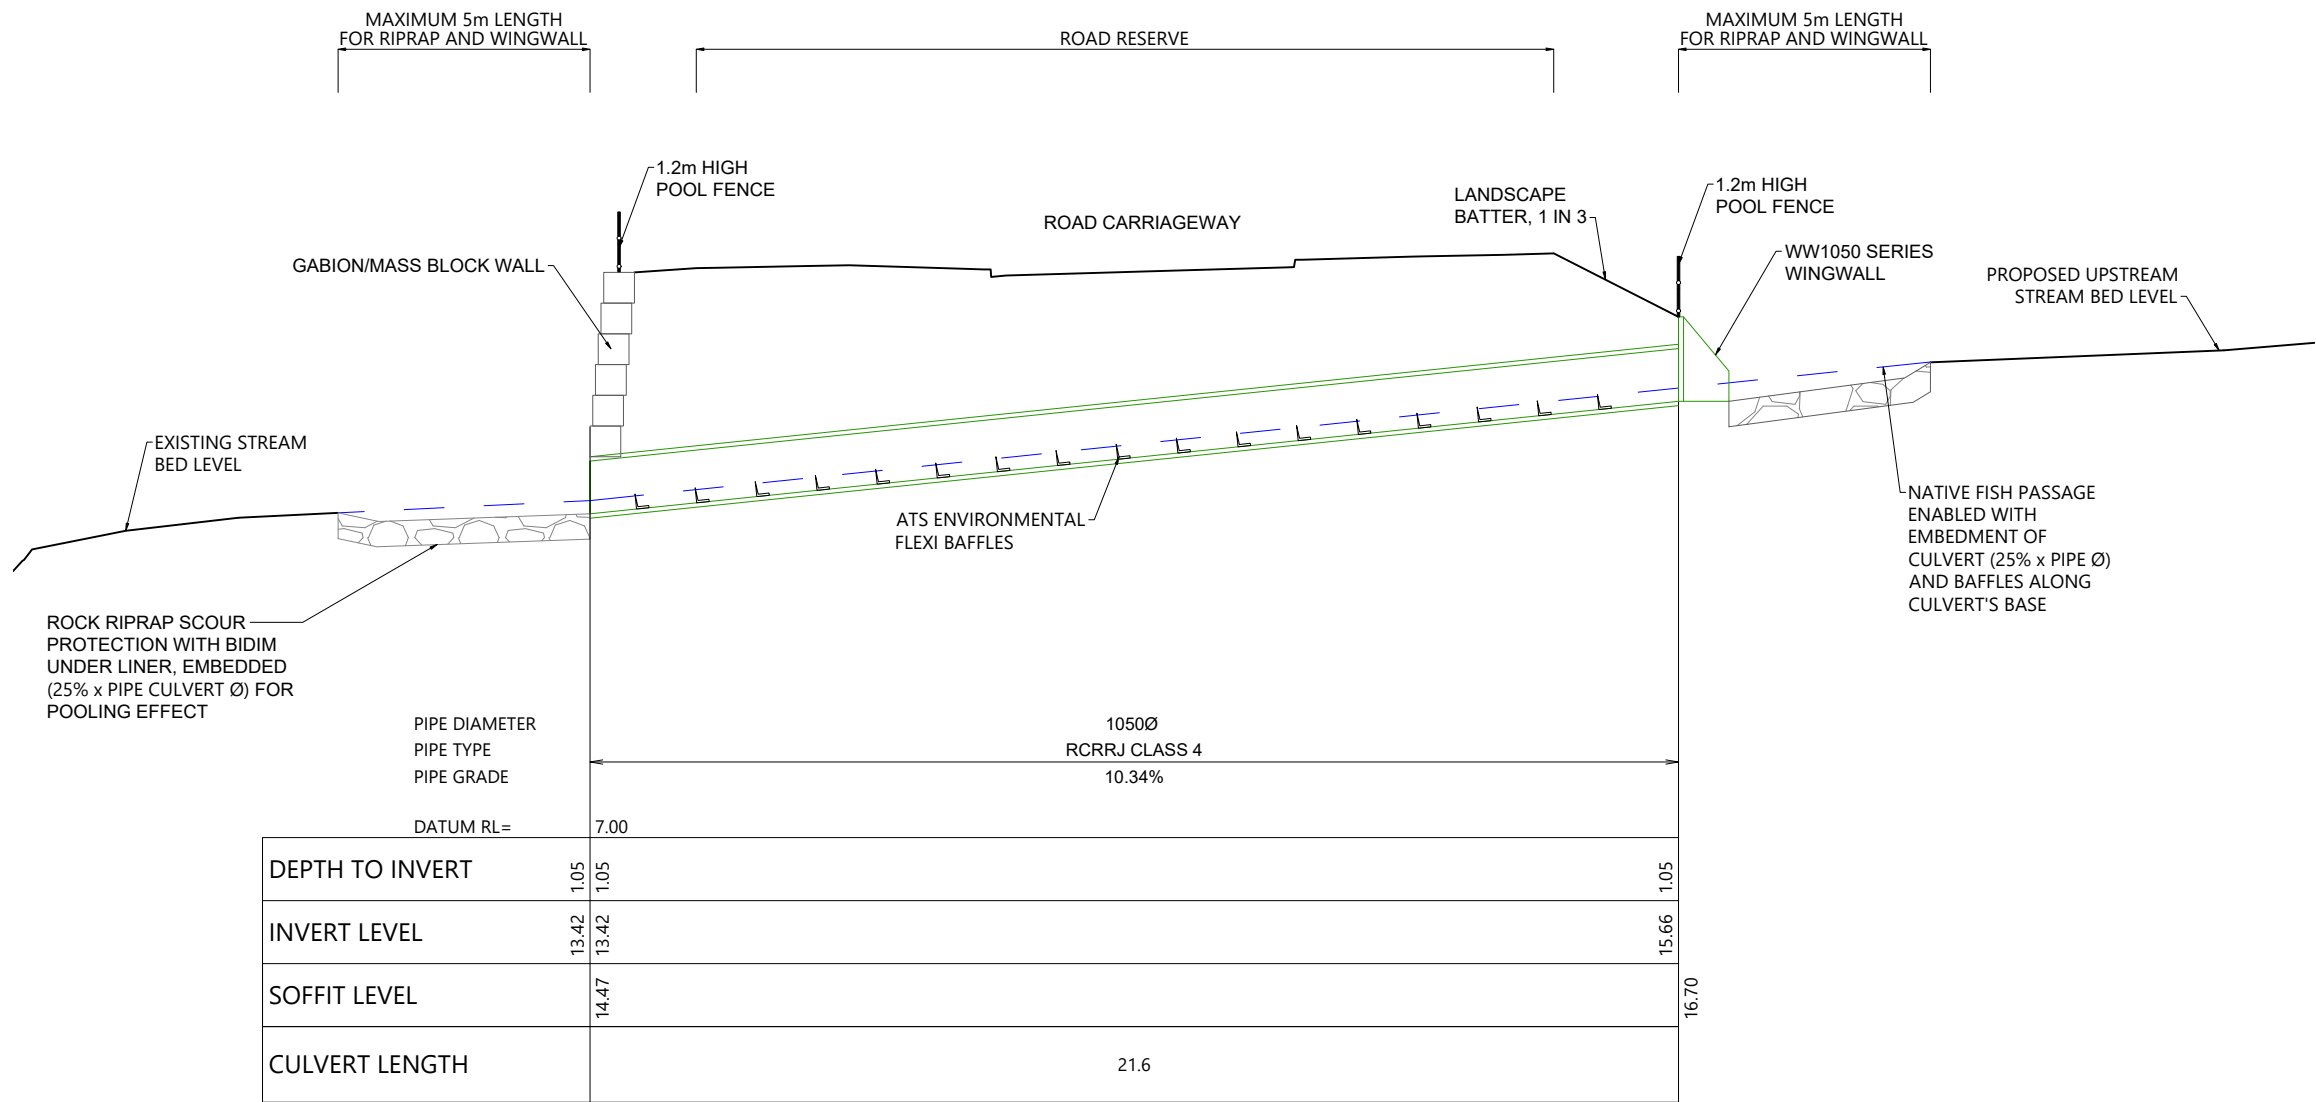 MAXIMUM 5m LENGTH
FOR RIPRAP AND WINGWALL
ROAD RESERVE
MAXIMUM 5m LENGTH
FOR RIPRAP AND WINGWALL
1.2m HIGH
POOL FENCE
GABION/MASS BLOCK WALL
ROAD CARRIAGEWAY
LANDSCAPE
BATTER, 1 IN 3
1.2m HIGH
POOL FENCE
WW1050 SERIES
WINGWALL
PROPOSED UPSTREAM
STREAM BED LEVEL
EXISTING STREAM
BED LEVEL
ATS ENVIRONMENTAL
FLEXI BAFFLES
NATIVE FISH PASSAGE
ENABLED WITH
EMBEDMENT OF
CULVERT (25% x PIPE Ø)
AND BAFFLES ALONG
CULVERT'S BASE
ROCK RIPRAP SCOUR
PROTECTION WITH BIDIM
UNDER LINER, EMBEDDED
(25% x PIPE CULVERT Ø) FOR
POOLING EFFECT
PIPE DIAMETER 1050Ø
PIPE TYPE RCRRJ CLASS 4
PIPE GRADE 10.34%
DATUM RL= 7.00
DEPTH TO INVERT 1.05 1.05 1.05
INVERT LEVEL 13.42 13.42 15.66
SOFFIT LEVEL 14.47 16.70
CULVERT LENGTH 21.6